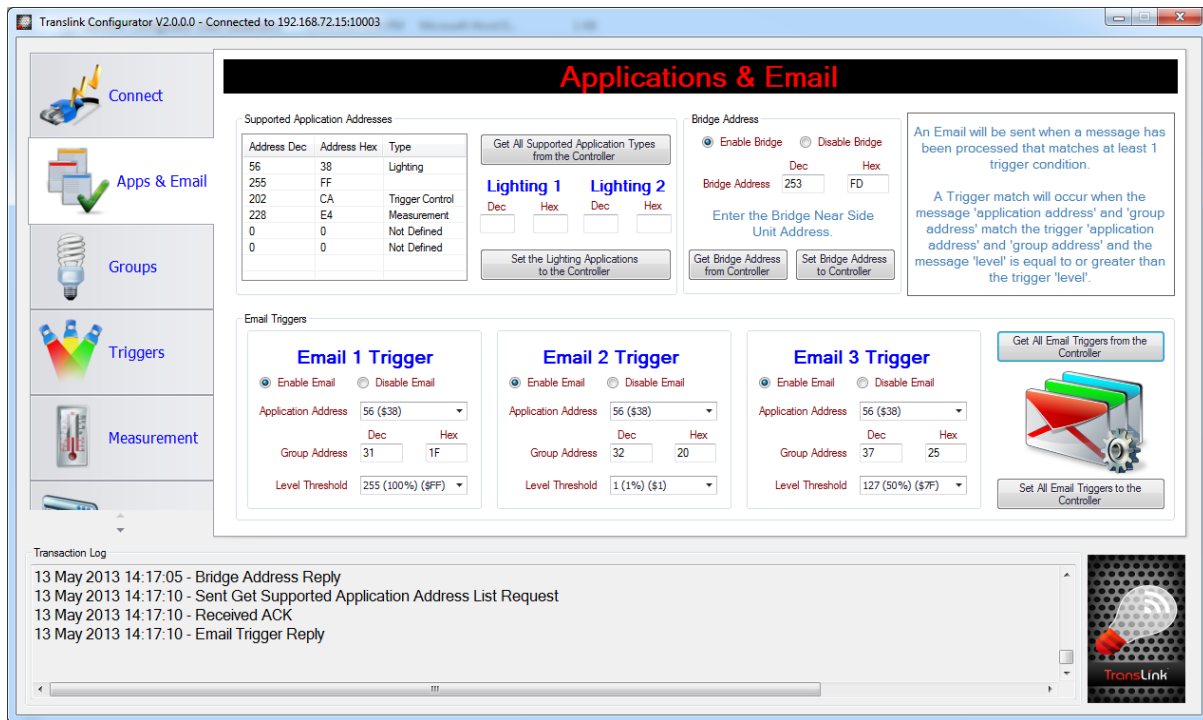 Translink Configurator V2.0.0.0 - Connected to 192.168.72.15:10003
Connect
Apps & Email
Groups
Triggers
Measurement
Applications & Email
Supported Application Addresses
Address Dec Address Hex Type
56 38 Lighting
255 FF
202 CA Trigger Control
228 E4 Measurement
0 0 Not Defined
0 0 Not Defined
Get All Supported Application Types
from the Controller
Lighting 1 Lighting 2
Dec Hex Dec Hex
Set the Lighting Applications
to the Controller
Bridge Address
Enable Bridge Disable Bridge
Dec Hex
Bridge Address 253 FD
Enter the Bridge Near Side
Unit Address.
Get Bridge Address
from Controller
Set Bridge Address
to Controller
An Email will be sent when a message has
been processed that matches at least 1
trigger condition.
A Trigger match will occur when the
message 'application address' and 'group
address' match the trigger 'application
address' and 'group address' and the
message 'level' is equal to or greater than
the trigger 'level'.
Email Triggers
Email 1 Trigger
Enable Email Disable Email
Application Address 56 ($38)
Dec Hex
Group Address 31 1F
Level Threshold 255 (100%) ($FF)
Email 2 Trigger
Enable Email Disable Email
Application Address 56 ($38)
Dec Hex
Group Address 32 20
Level Threshold 1 (1%) ($1)
Email 3 Trigger
Enable Email Disable Email
Application Address 56 ($38)
Dec Hex
Group Address 37 25
Level Threshold 127 (50%) ($7F)
Get All Email Triggers from the
Controller
Set All Email Triggers to the
Controller
Transaction Log
13 May 2013 14:17:05 - Bridge Address Reply
13 May 2013 14:17:10 - Sent Get Supported Application Address List Request
13 May 2013 14:17:10 - Received ACK
13 May 2013 14:17:10 - Email Trigger Reply
TransLink